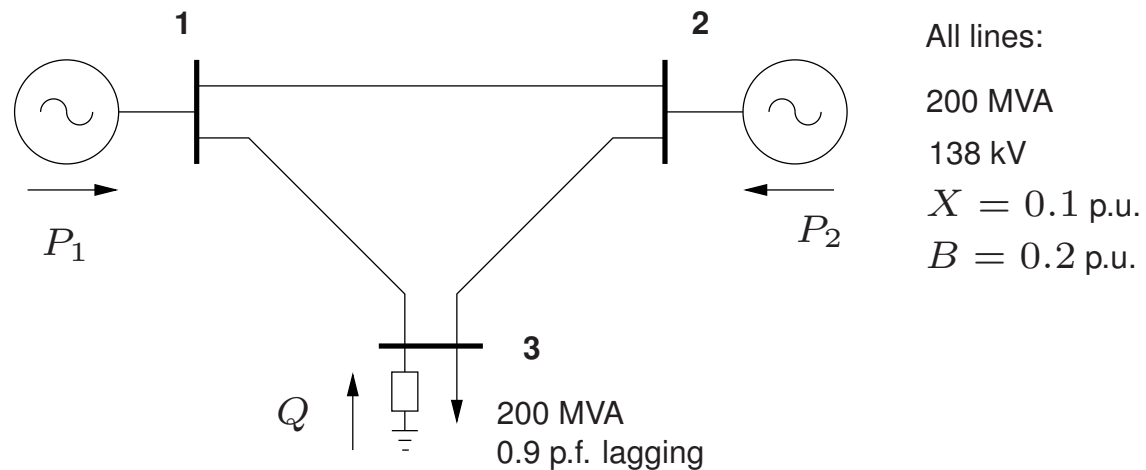 1
2
All lines:
200 MVA
138 kV
X = 0.1 p.u.
B = 0.2 p.u.
P₁
P₂
3
Q
200 MVA
0.9 p.f. lagging